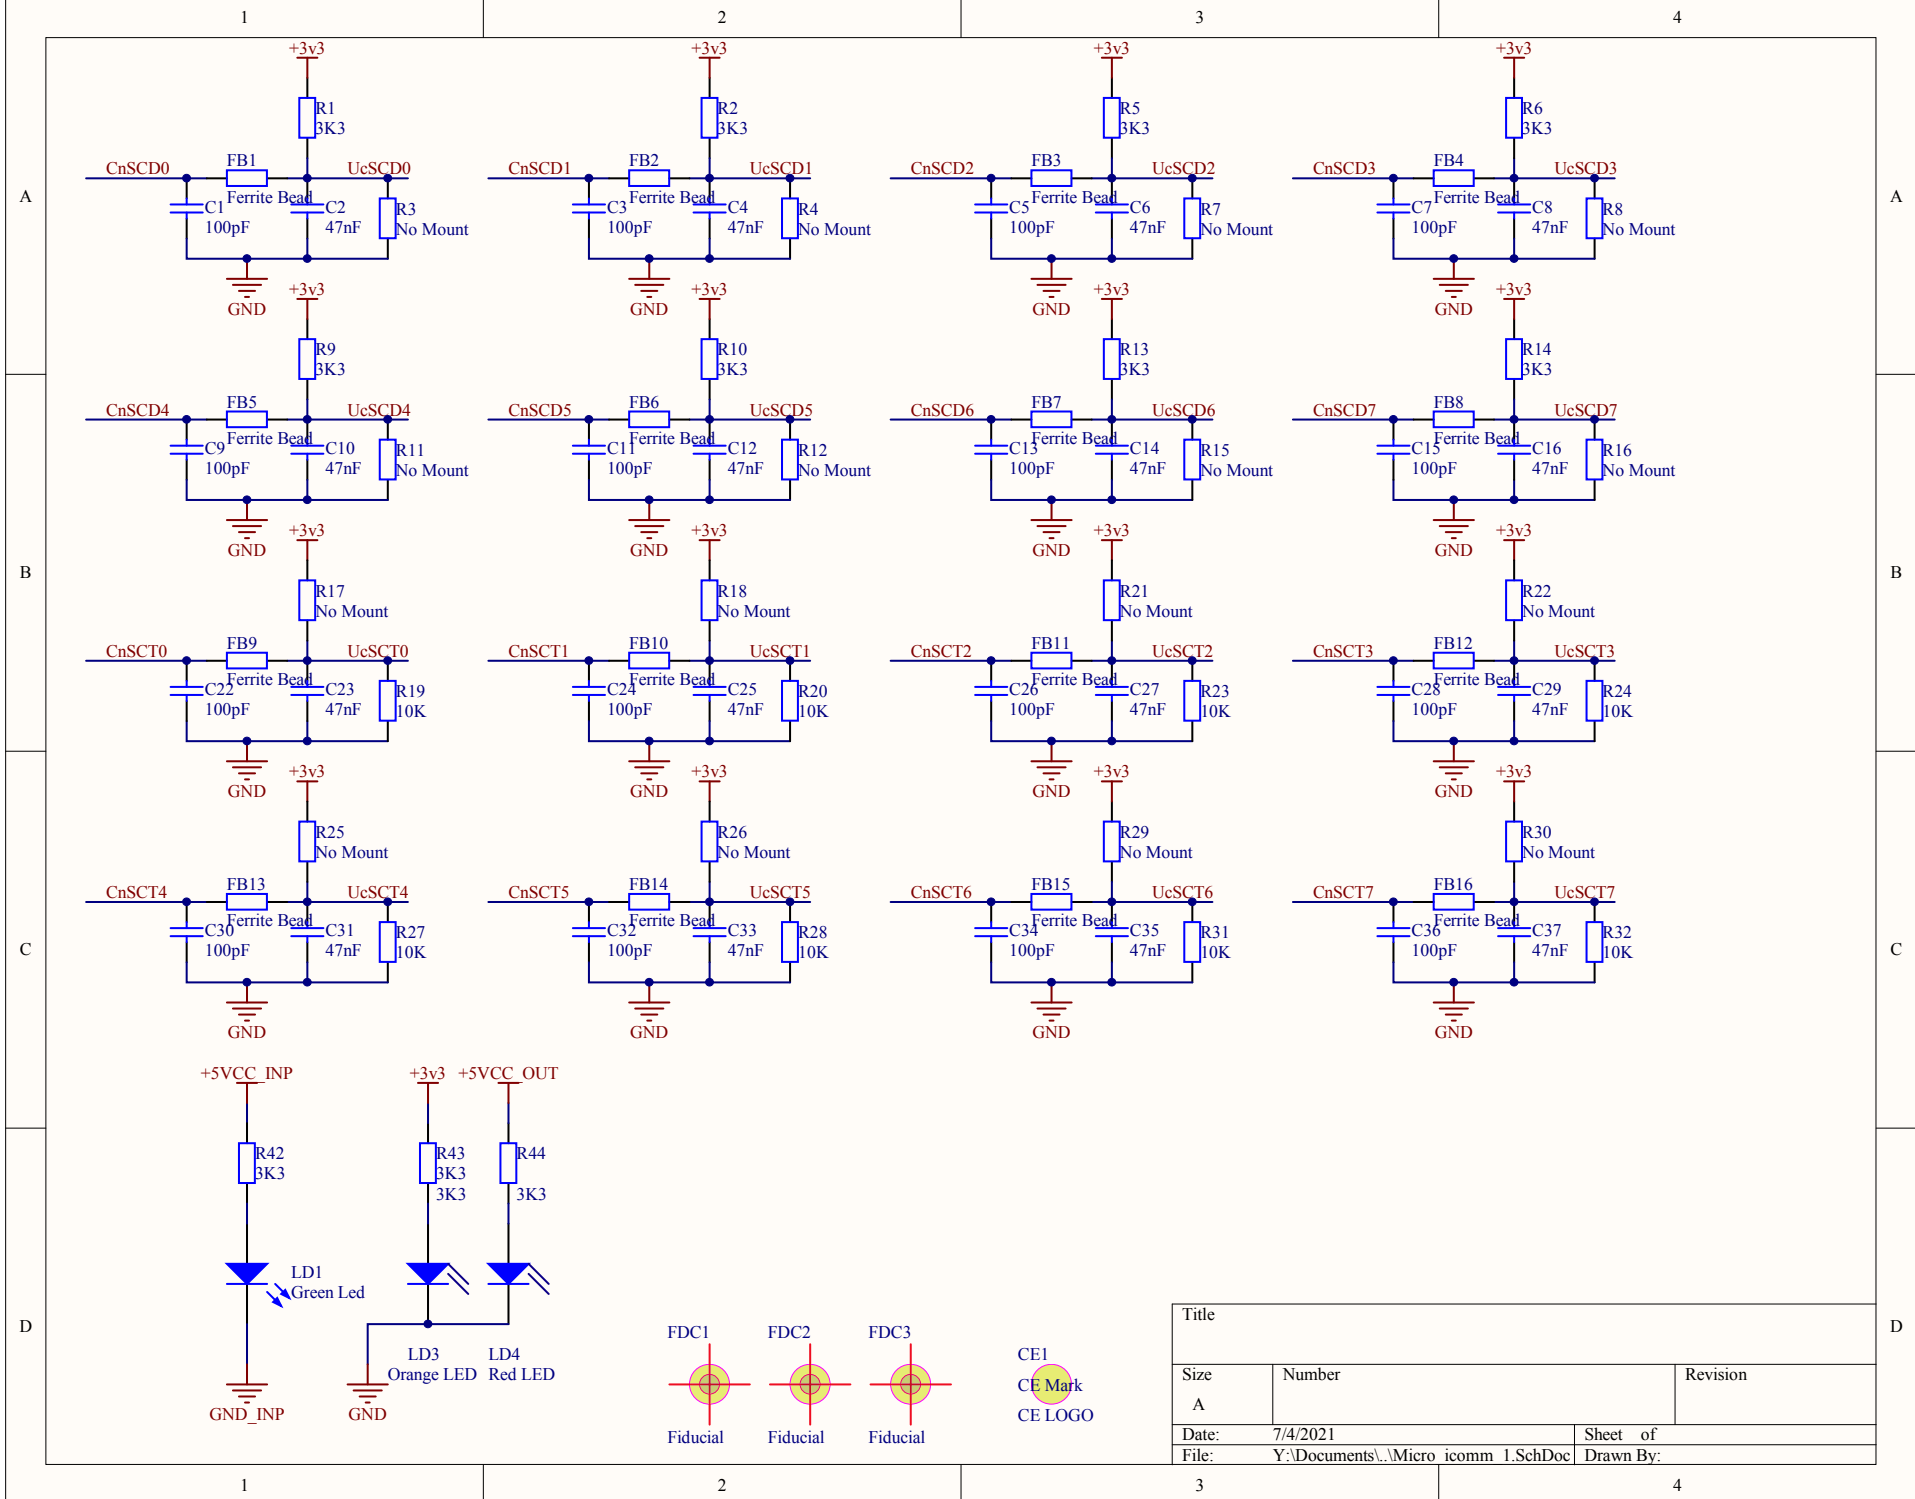 1 2 3 4
+3v3 +3v3 +3v3 +3v3
R1 R2 R5 R6
3K3 3K3 3K3 3K3
CnSCD0 FB1 UcSCD0 CnSCD1 FB2 UcSCD1 CnSCD2 FB3 UcSCD2 CnSCD3 FB4 UcSCD3
A Ferrite Bead Ferrite Bead Ferrite Bead Ferrite Bead A
C1 C2 R3 C3 C4 R4 C5 C6 R7 C7 C8 R8
100pF 47nF No Mount 100pF 47nF No Mount 100pF 47nF No Mount 100pF 47nF No Mount
+3v3 +3v3 +3v3 +3v3
GND GND GND GND
R9 R10 R13 R14
3K3 3K3 3K3 3K3
CnSCD4 FB5 UcSCD4 CnSCD5 FB6 UcSCD5 CnSCD6 FB7 UcSCD6 CnSCD7 FB8 UcSCD7
Ferrite Bead Ferrite Bead Ferrite Bead Ferrite Bead
C9 C10 R11 C11 C12 R12 C13 C14 R15 C15 C16 R16
100pF 47nF No Mount 100pF 47nF No Mount 100pF 47nF No Mount 100pF 47nF No Mount
+3v3 +3v3 +3v3 +3v3
GND GND GND GND
B B
R17 R18 R21 R22
No Mount No Mount No Mount No Mount
CnSCT0 FB9 UcSCT0 CnSCT1 FB10 UcSCT1 CnSCT2 FB11 UcSCT2 CnSCT3 FB12 UcSCT3
Ferrite Bead Ferrite Bead Ferrite Bead Ferrite Bead
C22 C23 R19 C24 C25 R20 C26 C27 R23 C28 C29 R24
100pF 47nF 10K 100pF 47nF 10K 100pF 47nF 10K 100pF 47nF 10K
+3v3 +3v3 +3v3 +3v3
GND GND GND GND
R25 R26 R29 R30
No Mount No Mount No Mount No Mount
CnSCT4 FB13 UcSCT4 CnSCT5 FB14 UcSCT5 CnSCT6 FB15 UcSCT6 CnSCT7 FB16 UcSCT7
Ferrite Bead Ferrite Bead Ferrite Bead Ferrite Bead
C30 C31 R27 C32 C33 R28 C34 C35 R31 C36 C37 R32
C 100pF 47nF 10K 100pF 47nF 10K 100pF 47nF 10K 100pF 47nF 10K C
GND GND GND GND
+5VCC_INP +3v3 +5VCC_OUT
R42 R43 R44
3K3 3K3
3K3 3K3
LD1
Green Led
D D
LD3 LD4
Orange LED Red LED
GND_INP GND
FDC1 FDC2 FDC3
Fiducial Fiducial Fiducial
CE1
CE Mark
CE LOGO
Title
Size Number Revision
A
Date: 7/4/2021 Sheet of
File: Y:\Documents\..\Micro_icomm_1.SchDoc Drawn By:
1 2 3 4